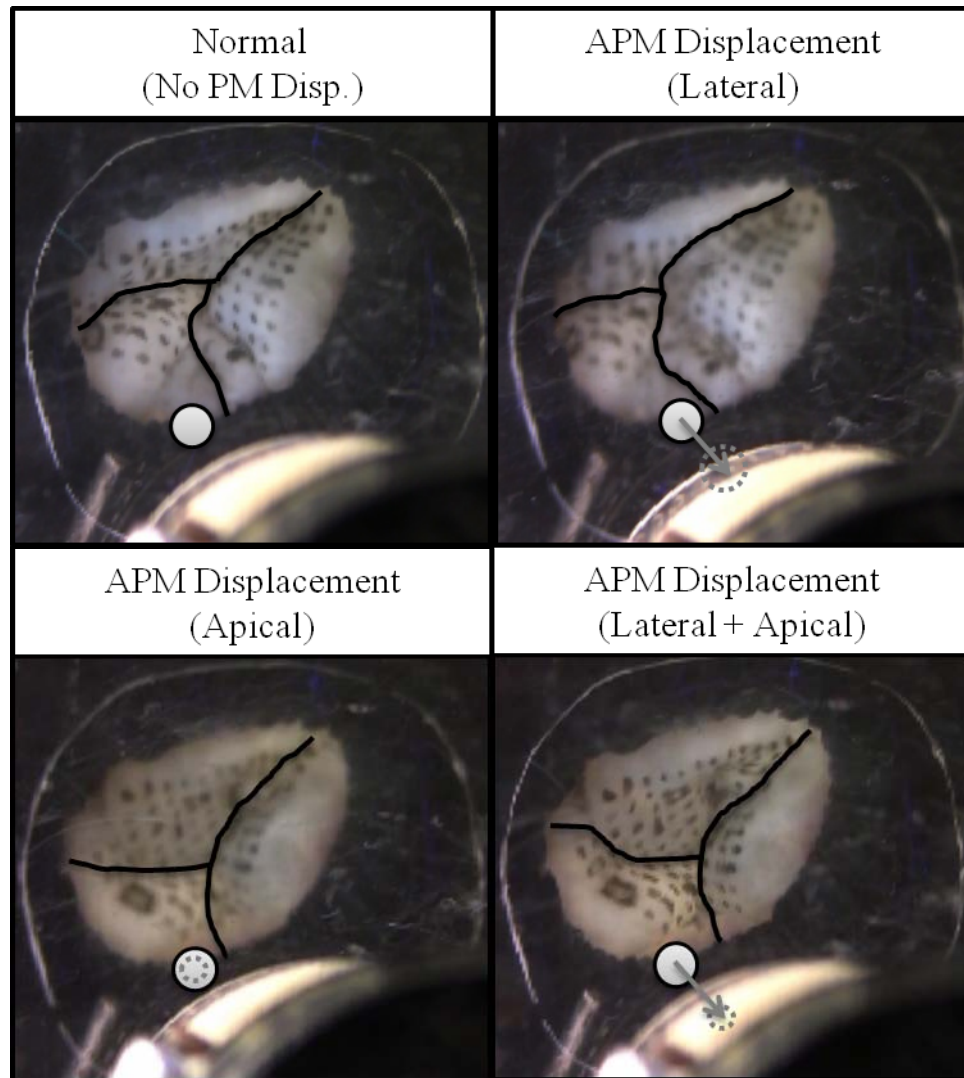 Normal
(No PM Disp.)
APM Displacement
(Lateral)
APM Displacement
(Apical)
APM Displacement
(Lateral + Apical)